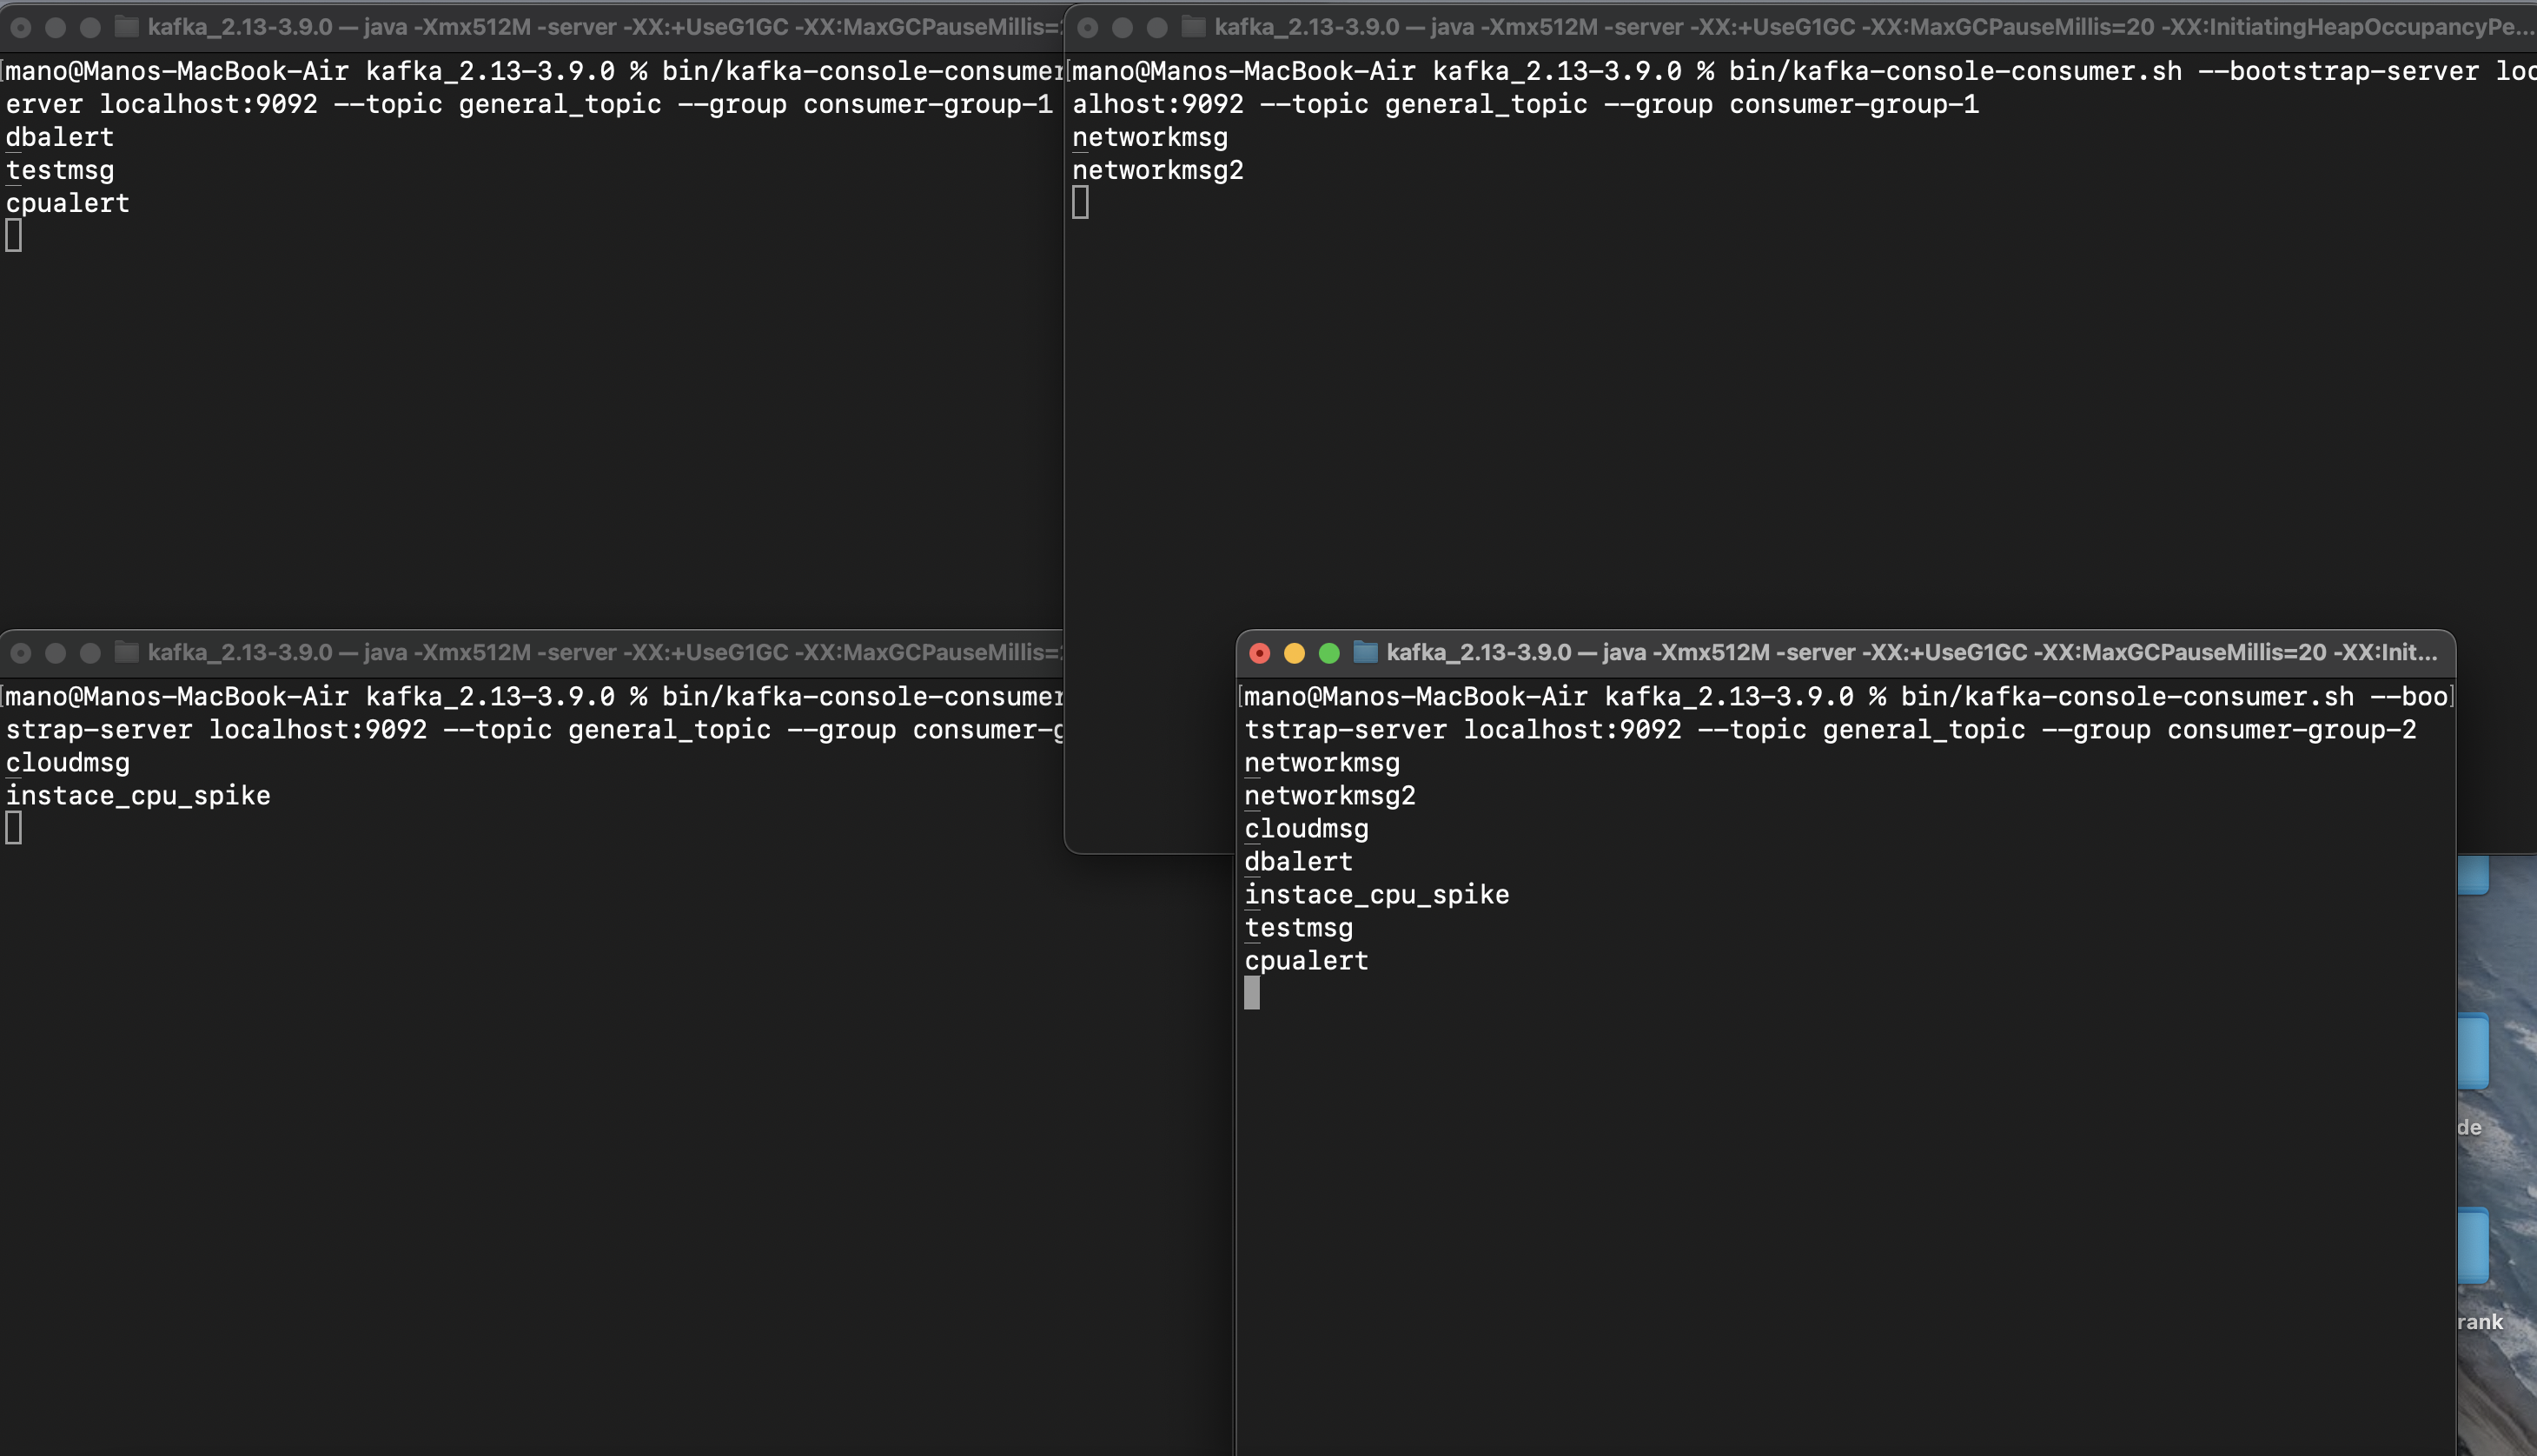 kafka_2.13-3.9.0 — java -Xmx512M -server -XX:+UseG1GC -XX:MaxGCPauseMillis=
mano@Manos-MacBook-Air kafka_2.13-3.9.0 % bin/kafka-console-consumer
erver localhost:9092 --topic general_topic --group consumer-group-1
dbalert
testmsg
cpualert
kafka_2.13-3.9.0 — java -Xmx512M -server -XX:+UseG1GC -XX:MaxGCPauseMillis=20 -XX:InitiatingHeapOccupancyPe...
mano@Manos-MacBook-Air kafka_2.13-3.9.0 % bin/kafka-console-consumer.sh --bootstrap-server loc
alhost:9092 --topic general_topic --group consumer-group-1
networkmsg
networkmsg2
kafka_2.13-3.9.0 — java -Xmx512M -server -XX:+UseG1GC -XX:MaxGCPauseMillis=
mano@Manos-MacBook-Air kafka_2.13-3.9.0 % bin/kafka-console-consumer
strap-server localhost:9092 --topic general_topic --group consumer-g
cloudmsg
instace_cpu_spike
kafka_2.13-3.9.0 — java -Xmx512M -server -XX:+UseG1GC -XX:MaxGCPauseMillis=20 -XX:Init...
mano@Manos-MacBook-Air kafka_2.13-3.9.0 % bin/kafka-console-consumer.sh --boo
tstrap-server localhost:9092 --topic general_topic --group consumer-group-2
networkmsg
networkmsg2
cloudmsg
dbalert
instace_cpu_spike
testmsg
cpualert
de
rank